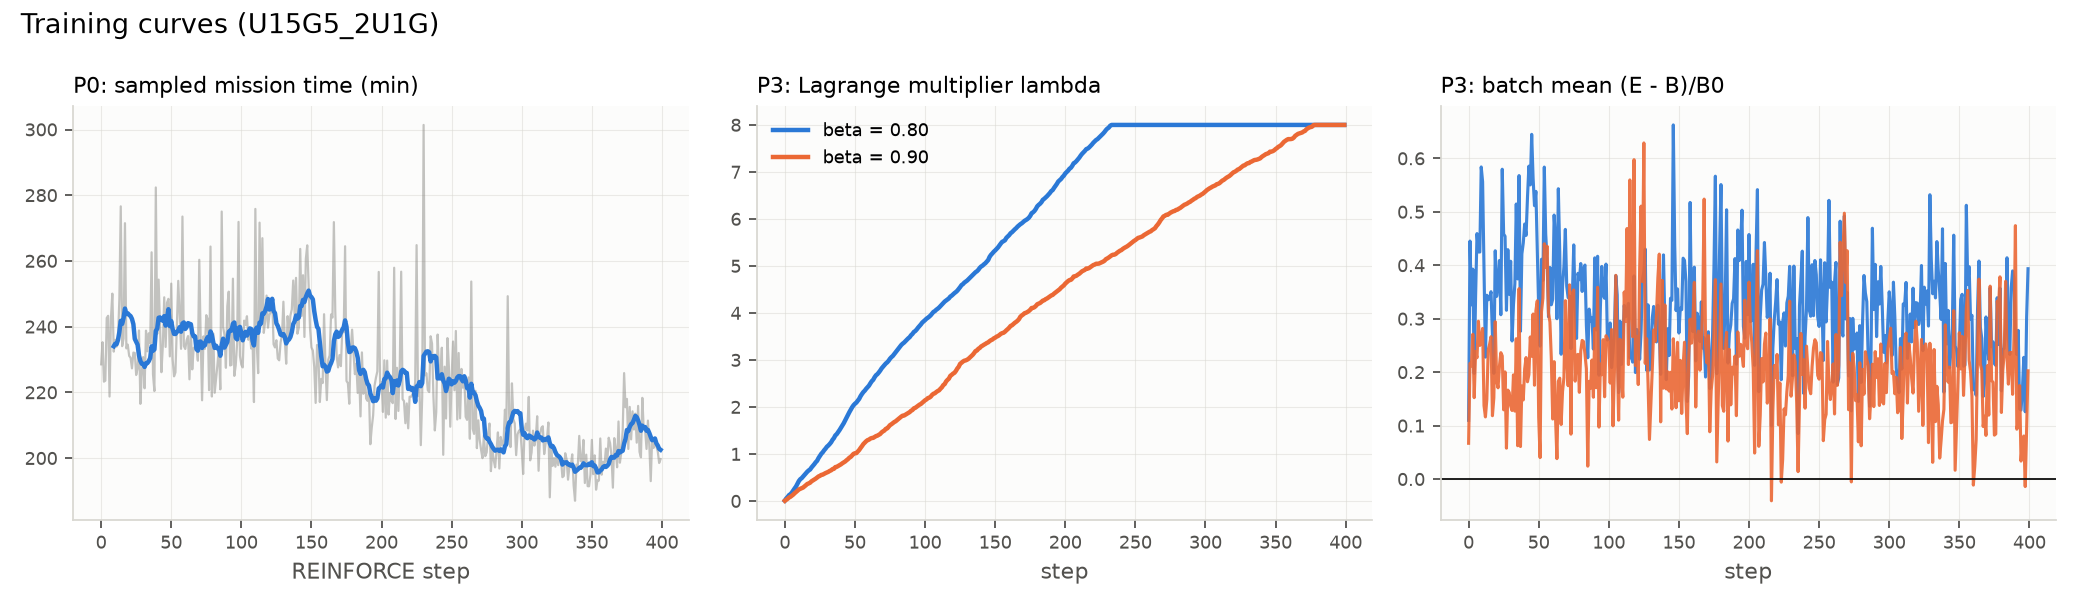 Training curves (U15G5_2U1G)
P0: sampled mission time (min)
300
280
260
240
220
200
0 50 100 150 200 250 300 350 400
REINFORCE step
P3: Lagrange multiplier lambda
beta = 0.80
beta = 0.90
8
7
6
5
4
3
2
1
0
0 50 100 150 200 250 300 350 400
step
P3: batch mean (E - B)/B0
0.6
0.5
0.4
0.3
0.2
0.1
0.0
0 50 100 150 200 250 300 350 400
step